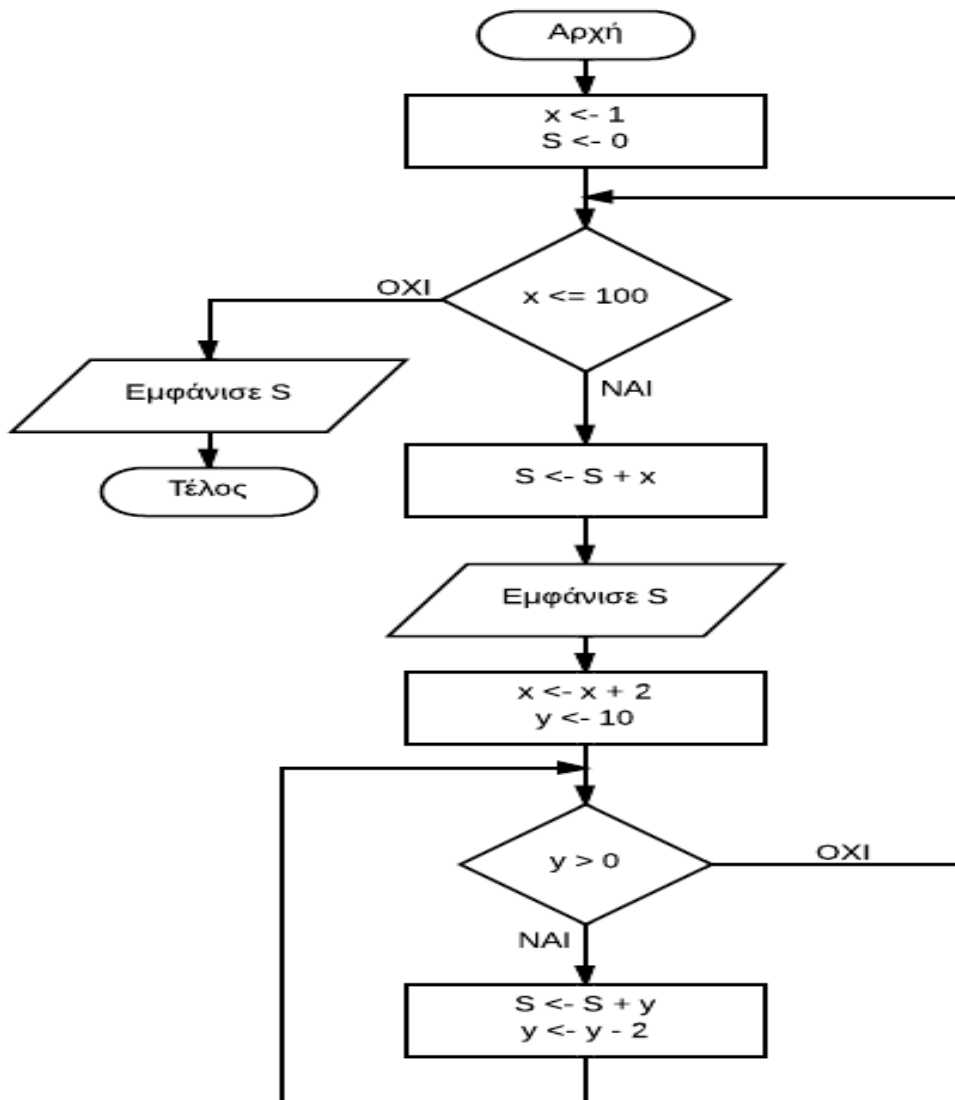 Αρχή
x <- 1
S <- 0
x <= 100
ΟΧΙ
Εμφάνισε S
Τέλος
ΝΑΙ
S <- S + x
Εμφάνισε S
x <- x + 2
y <- 10
y > 0
ΟΧΙ
ΝΑΙ
S <- S + y
y <- y - 2